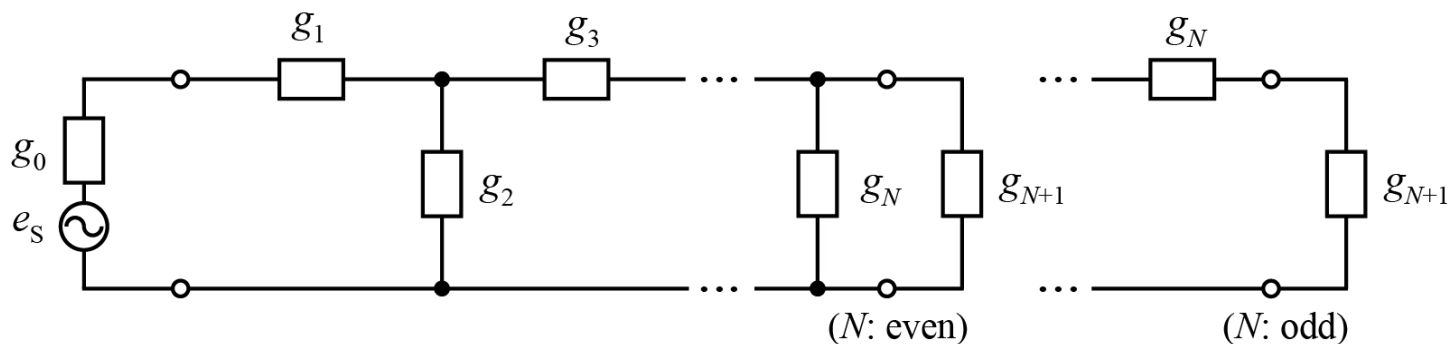 g1
g3
gN
...
...
g0
g2
gN
gN+1
gN+1
eS
...
...
(N: even)
(N: odd)